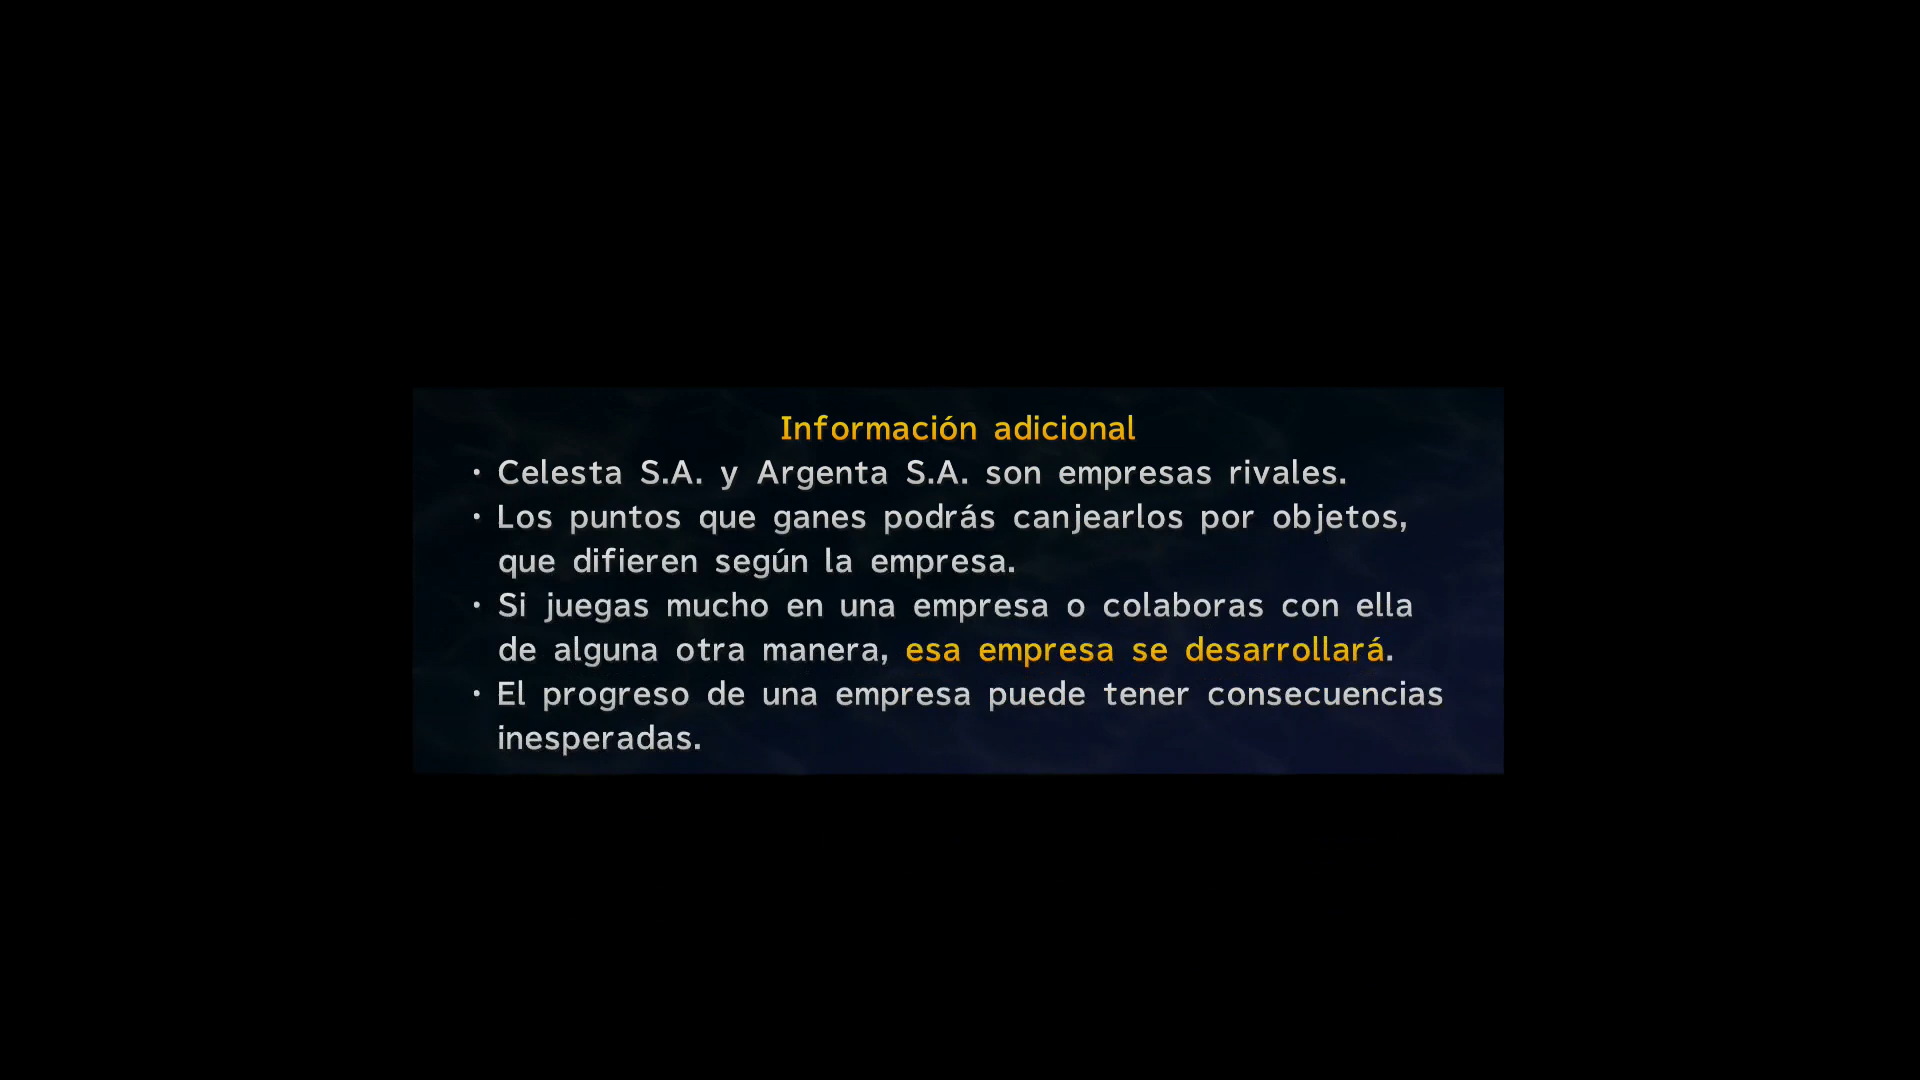 Información adicional
· Celesta S.A. y Argenta S.A. son empresas rivales.
· Los puntos que ganes podrás canjearlos por objetos,
que difieren según la empresa.
· Si juegas mucho en una empresa o colaboras con ella
de alguna otra manera, esa empresa se desarrollará.
· El progreso de una empresa puede tener consecuencias
inesperadas.